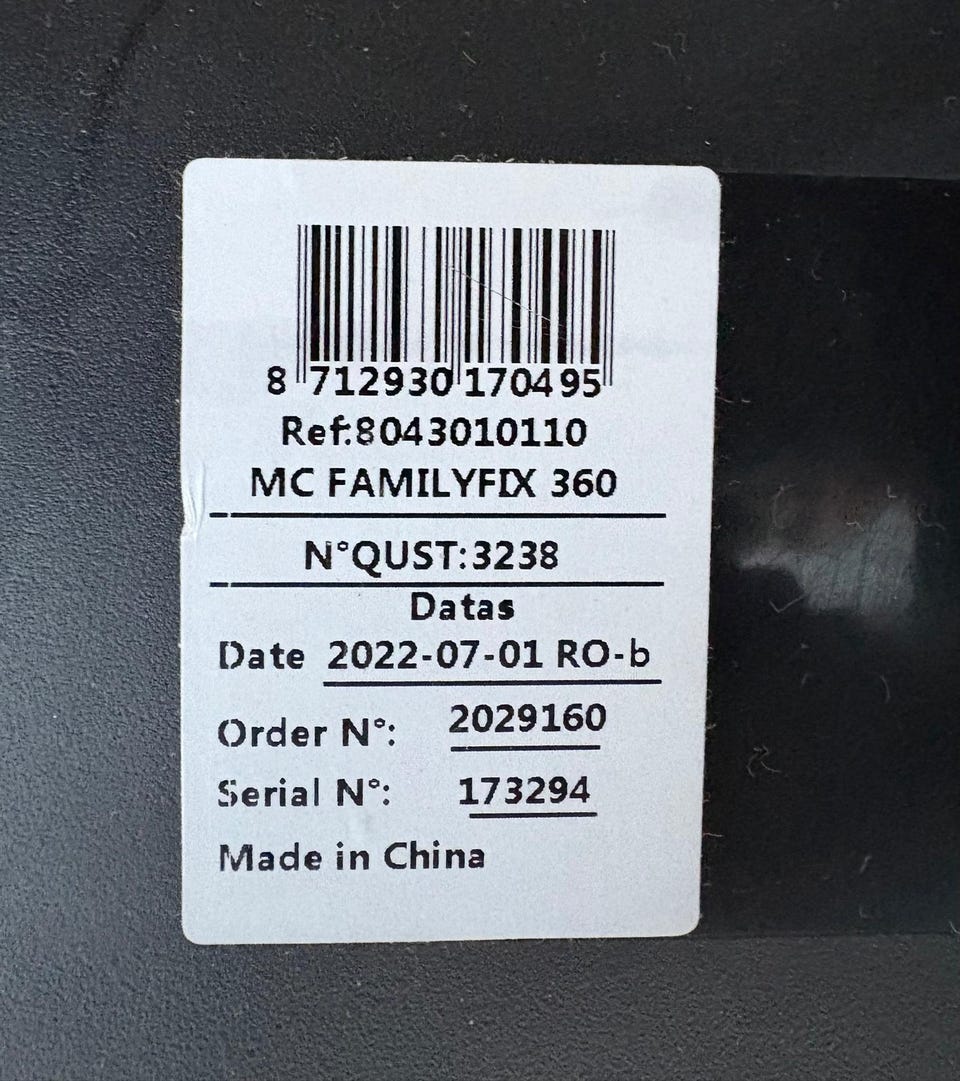 8 712930 170495
Ref:8043010110
MC FAMILYFIX 360
N°QUST:3238
Datas
Date 2022-07-01 RO-b
Order N°: 2029160
Serial N°: 173294
Made in China